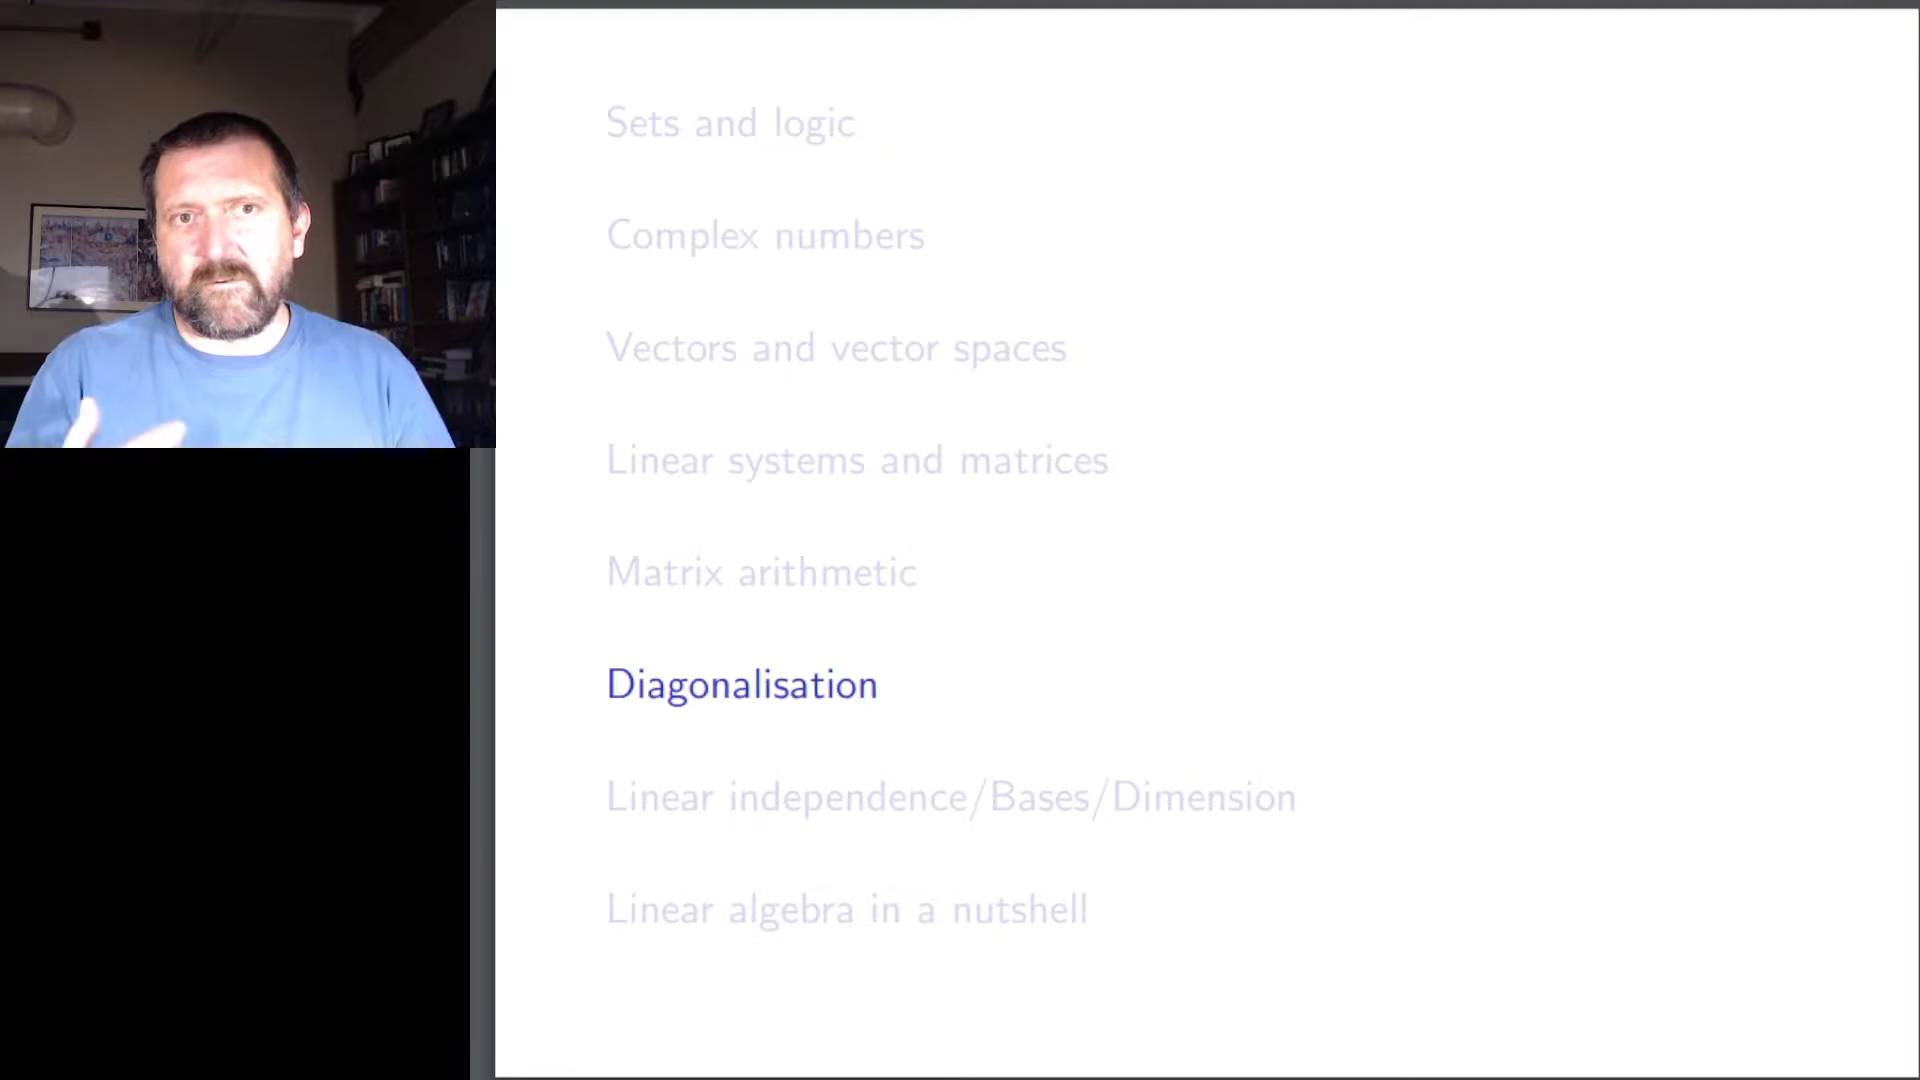 Sets and logic
Complex numbers
Vectors and vector spaces
Linear systems and matrices
Matrix arithmetic
Diagonalisation
Linear independence/Bases/Dimension
Linear algebra in a nutshell